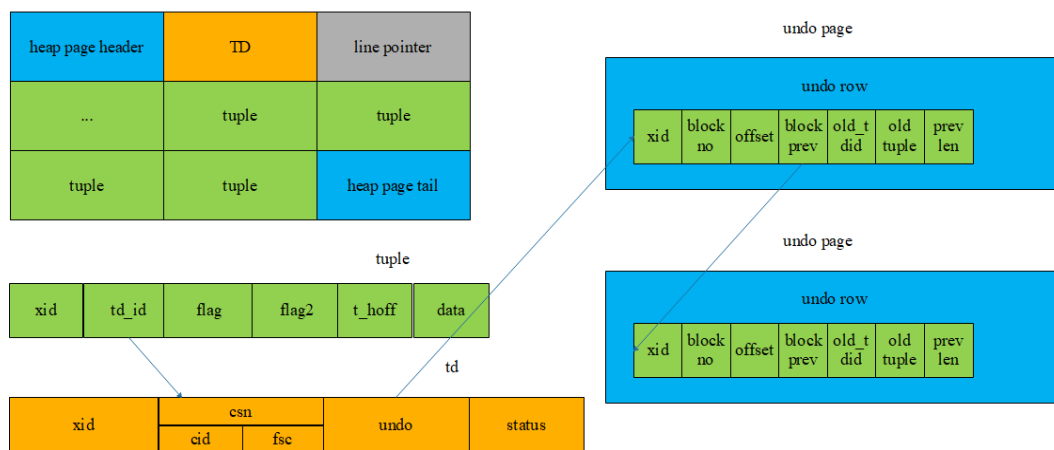 heap page header
TD
line pointer
...
tuple
tuple
tuple
tuple
heap page tail
tuple
xid
td_id
flag
flag2
t_hoff
data
td
xid
csn
cid
fsc
undo
status
undo page
undo row
xid
block
no
offset
block
prev
old_t
did
old
tuple
prev
len
undo page
undo row
xid
block
no
offset
block
prev
old_t
did
old
tuple
prev
len